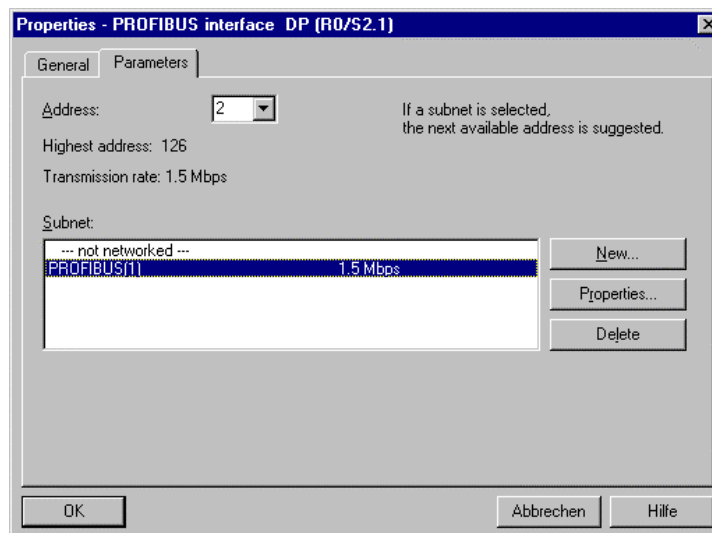 Properties - PROFIBUS interface DP (R0/S2.1)
General
Parameters
Address:
2
If a subnet is selected,
the next available address is suggested.
Highest address: 126
Transmission rate: 1.5 Mbps
Subnet:
--- not networked ---
PROFIBUS(1) 1.5 Mbps
New...
Properties...
Delete
OK
Abbrechen
Hilfe